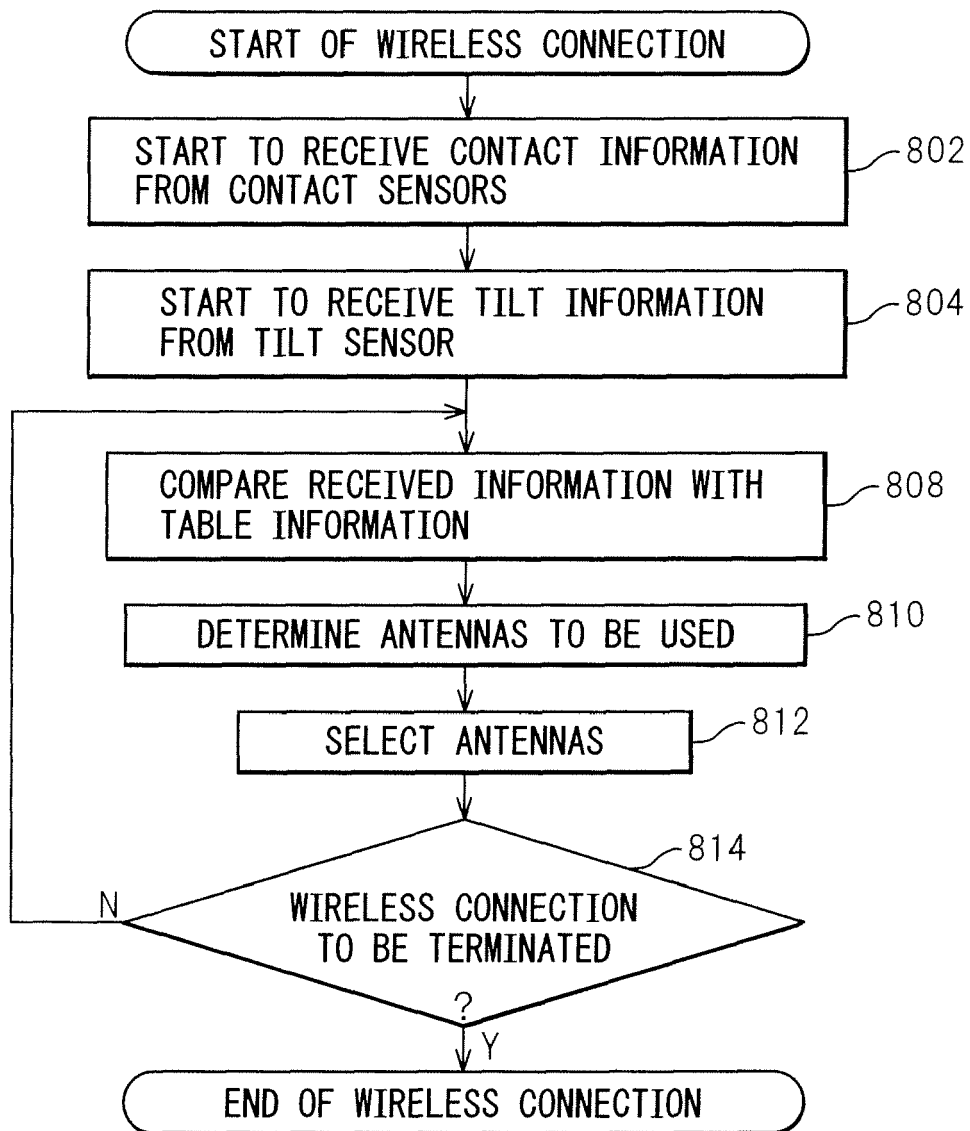 START OF WIRELESS CONNECTION
START TO RECEIVE CONTACT INFORMATION
FROM CONTACT SENSORS
802
START TO RECEIVE TILT INFORMATION
FROM TILT SENSOR
804
COMPARE RECEIVED INFORMATION WITH
TABLE INFORMATION
808
DETERMINE ANTENNAS TO BE USED
810
SELECT ANTENNAS
812
814
N
WIRELESS CONNECTION
TO BE TERMINATED
?
Y
END OF WIRELESS CONNECTION